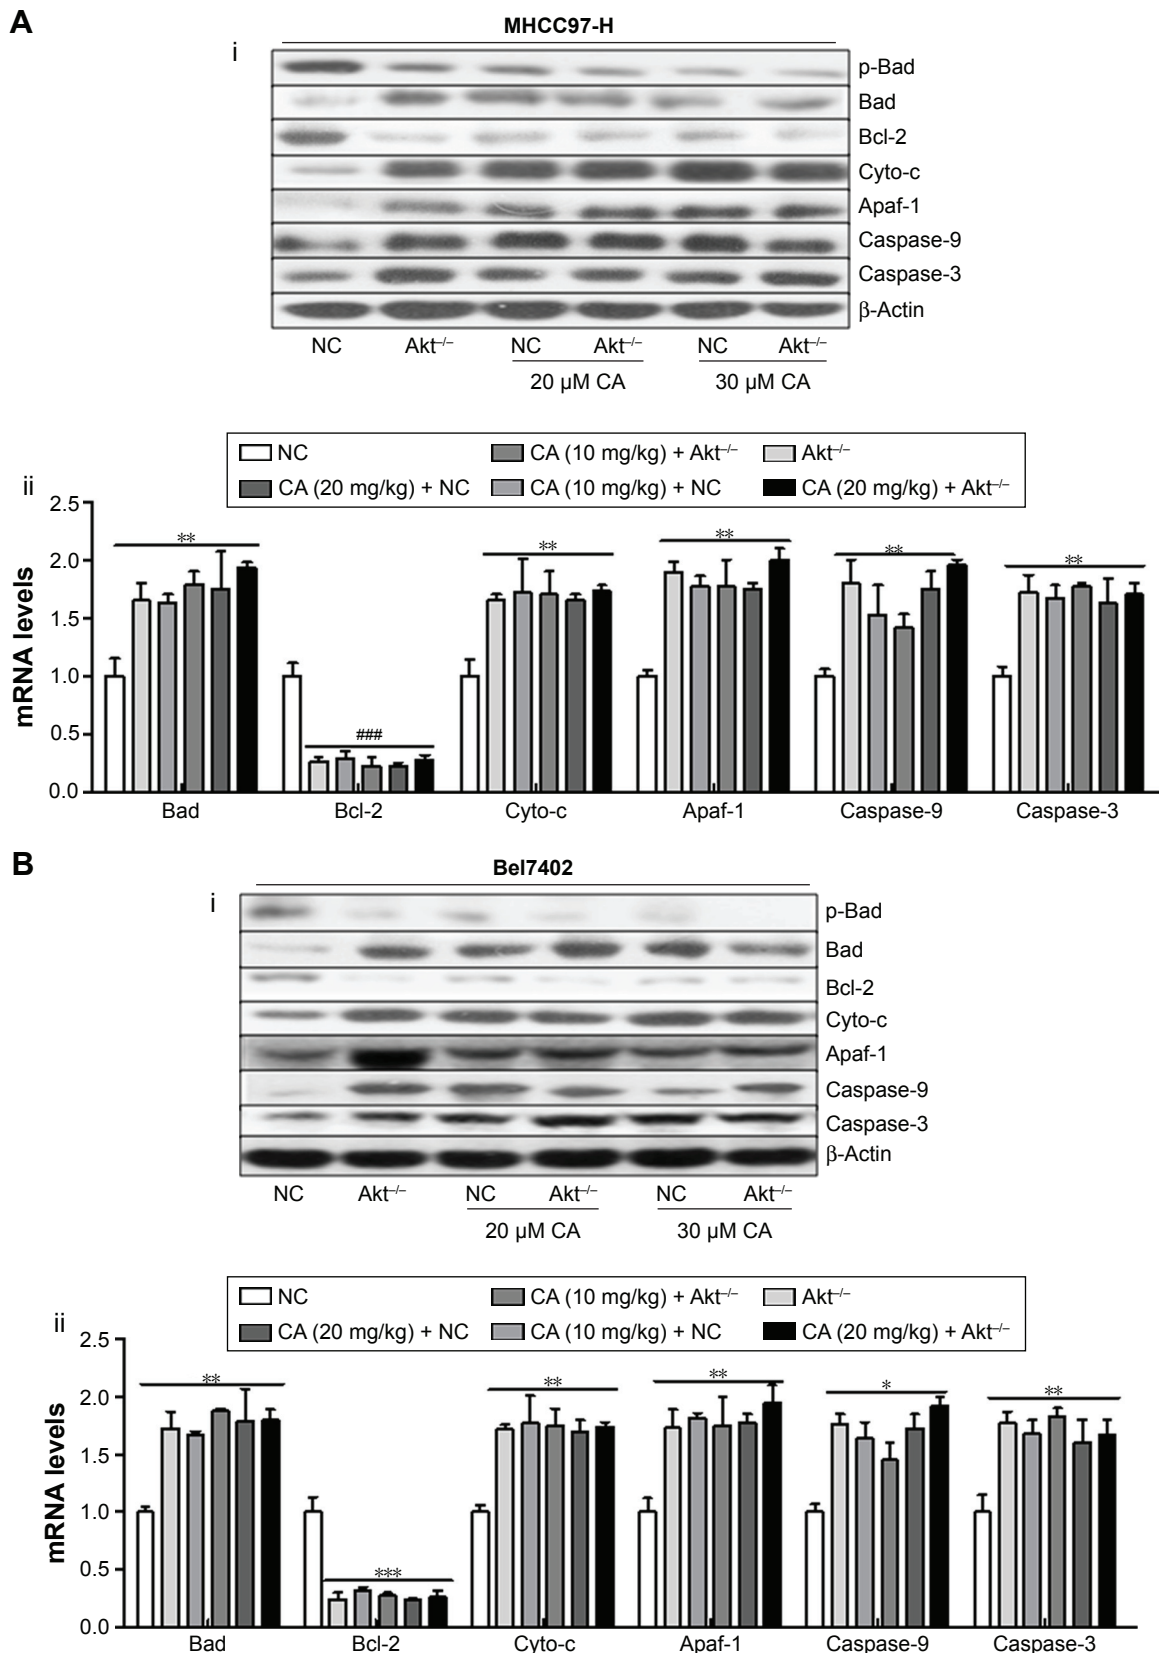 A
MHCC97-H
i
p-Bad
Bad
Bcl-2
Cyto-c
Apaf-1
Caspase-9
Caspase-3
β-Actin
NC Akt–/– NC Akt–/– NC Akt–/–
20 µM CA 30 µM CA
NC CA (10 mg/kg) + Akt–/– Akt–/–
CA (20 mg/kg) + NC CA (10 mg/kg) + NC CA (20 mg/kg) + Akt–/–
ii
mRNA levels
2.5
2.0
1.5
1.0
0.5
0.0
** ### ** ** ** **
Bad Bcl-2 Cyto-c Apaf-1 Caspase-9 Caspase-3
B
Bel7402
i
p-Bad
Bad
Bcl-2
Cyto-c
Apaf-1
Caspase-9
Caspase-3
β-Actin
NC Akt–/– NC Akt–/– NC Akt–/–
20 µM CA 30 µM CA
NC CA (10 mg/kg) + Akt–/– Akt–/–
CA (20 mg/kg) + NC CA (10 mg/kg) + NC CA (20 mg/kg) + Akt–/–
ii
mRNA levels
2.5
2.0
1.5
1.0
0.5
0.0
** *** ** ** * **
Bad Bcl-2 Cyto-c Apaf-1 Caspase-9 Caspase-3